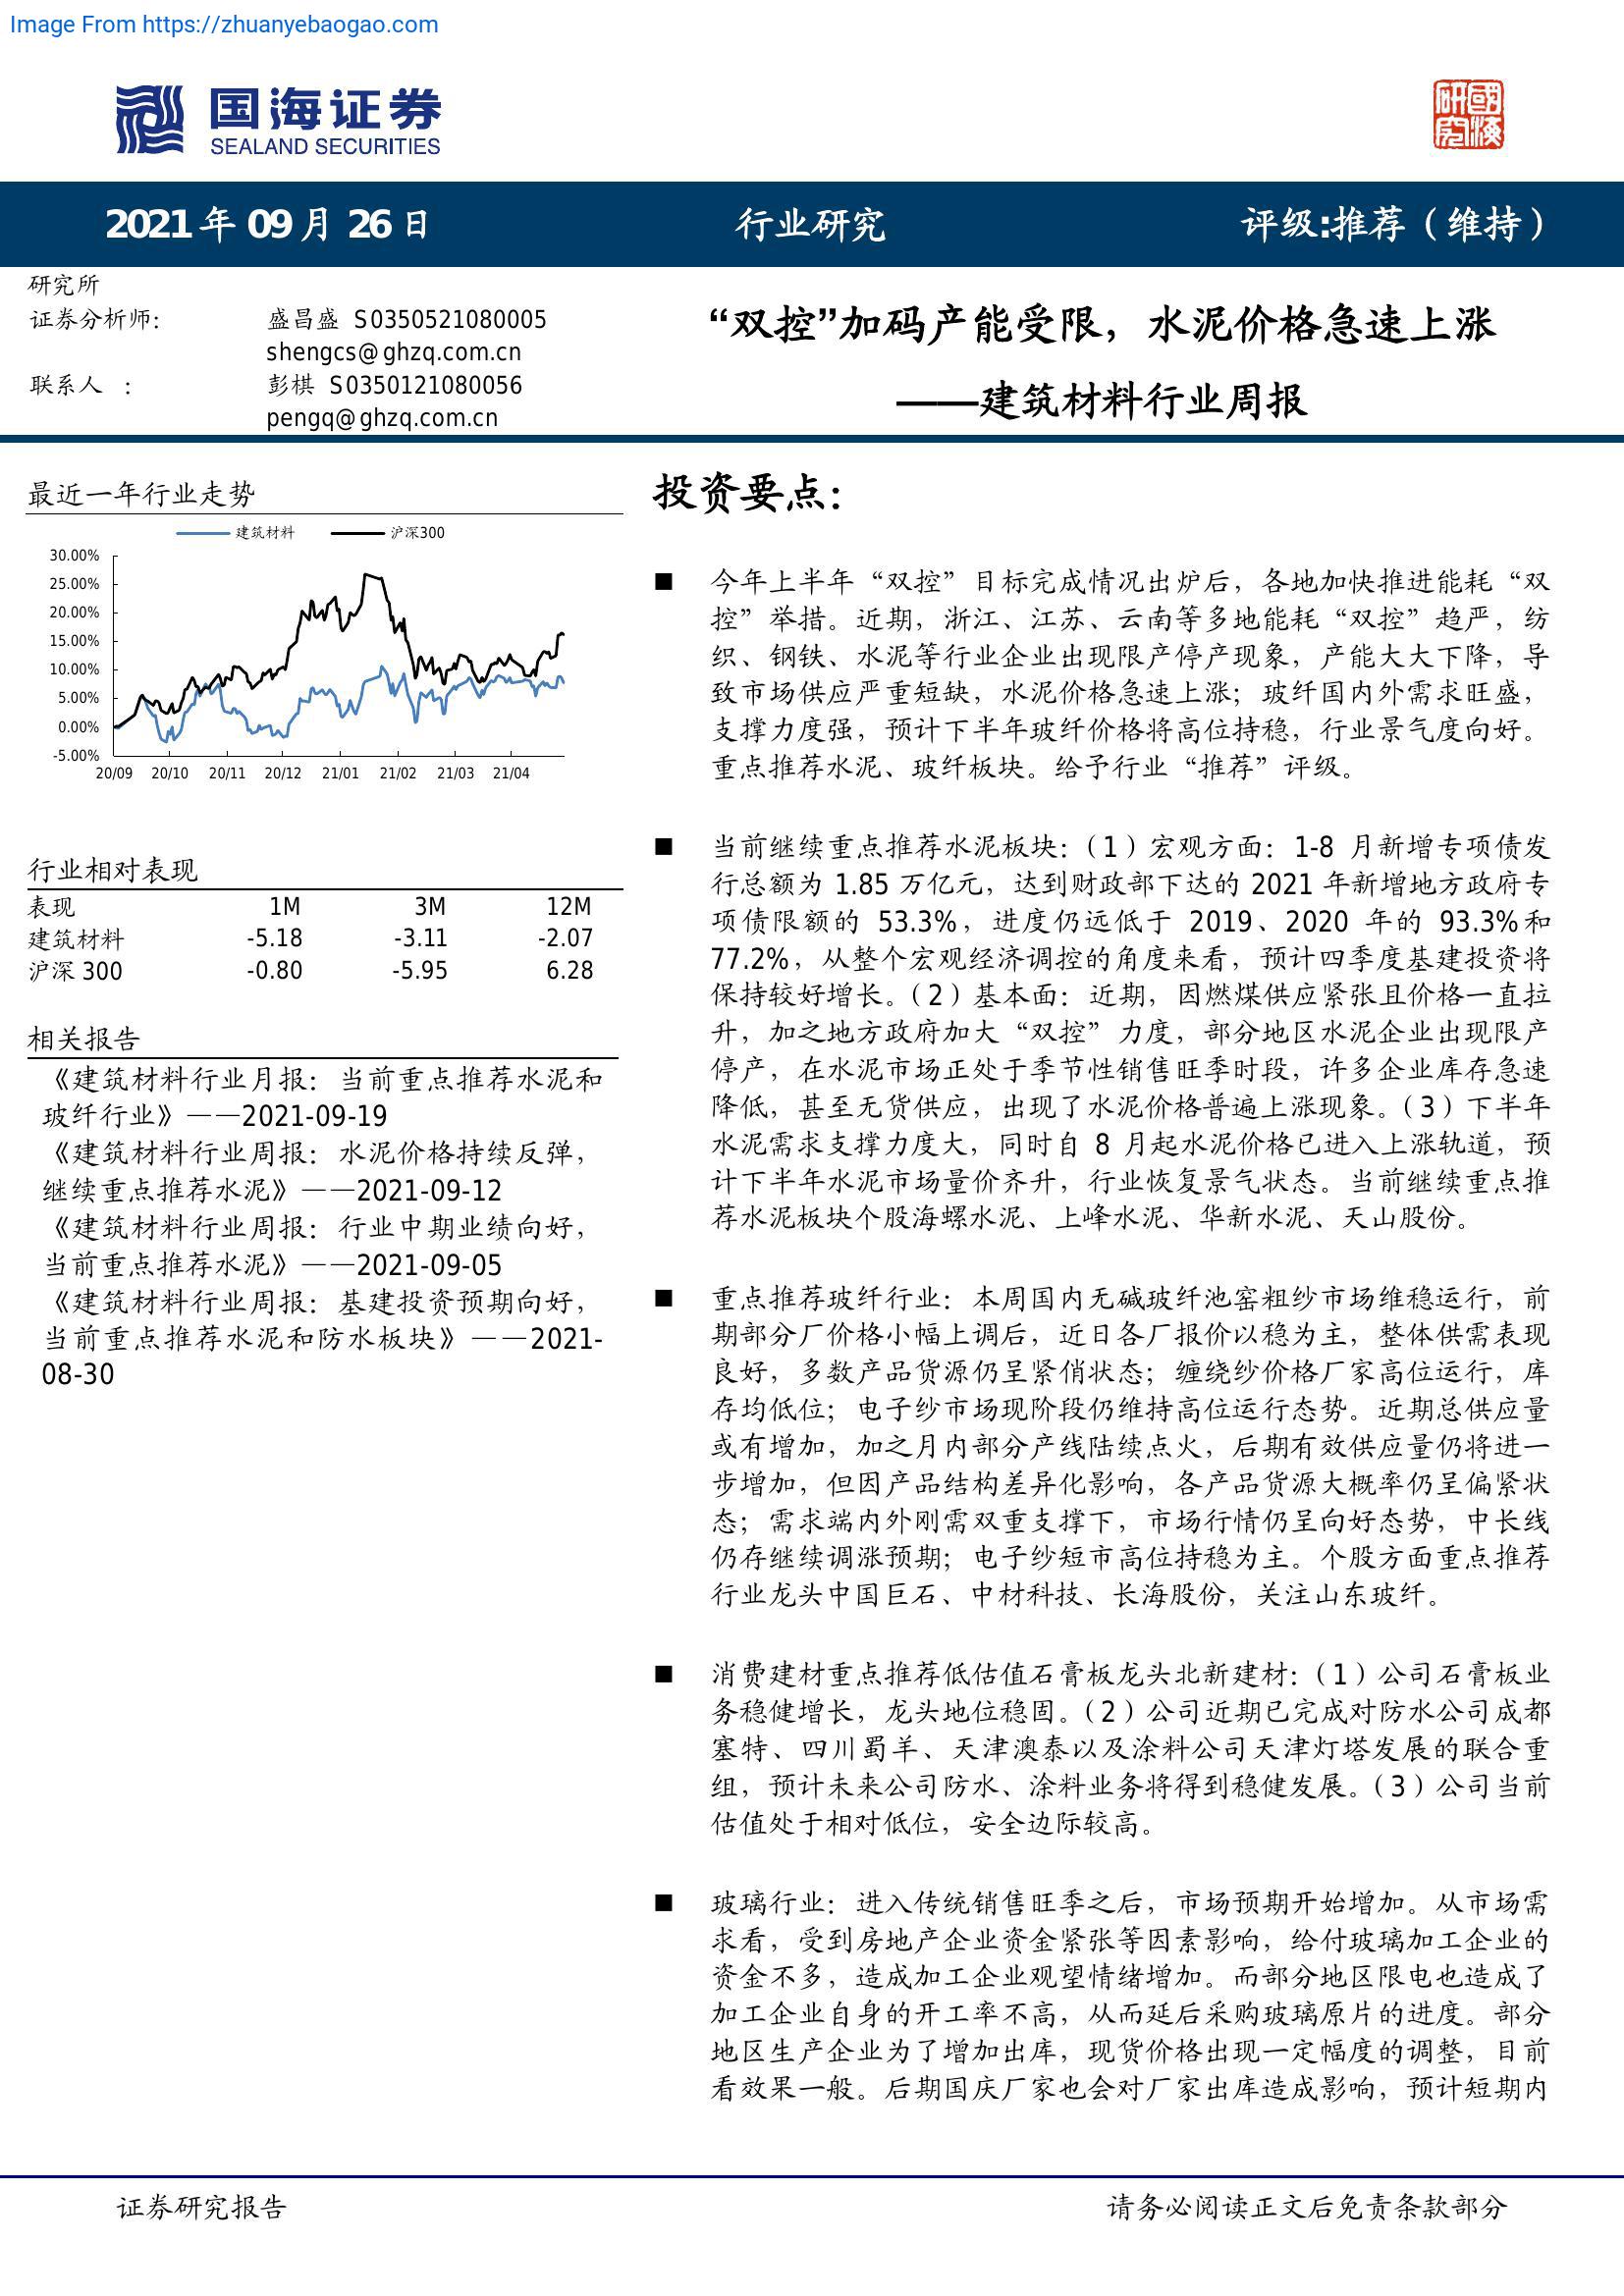 Image From https://zhuanyebaogao.com
国海证券
SEALAND SECURITIES
國海研究
2021 年 09 月 26 日
行业研究
评级:推荐（维持）
研究所
证券分析师： 盛昌盛 S0350521080005
shengcs@ghzq.com.cn
联系人 ： 彭棋 S0350121080056
pengq@ghzq.com.cn
“双控”加码产能受限，水泥价格急速上涨
——建筑材料行业周报
最近一年行业走势
建筑材料 沪深300
30.00%
25.00%
20.00%
15.00%
10.00%
5.00%
0.00%
-5.00%
20/09 20/10 20/11 20/12 21/01 21/02 21/03 21/04
行业相对表现
表现 1M 3M 12M
建筑材料 -5.18 -3.11 -2.07
沪深 300 -0.80 -5.95 6.28
相关报告
《建筑材料行业月报：当前重点推荐水泥和
玻纤行业》——2021-09-19
《建筑材料行业周报：水泥价格持续反弹，
继续重点推荐水泥》——2021-09-12
《建筑材料行业周报：行业中期业绩向好，
当前重点推荐水泥》——2021-09-05
《建筑材料行业周报：基建投资预期向好，
当前重点推荐水泥和防水板块》——2021-
08-30
投资要点：
■ 今年上半年“双控”目标完成情况出炉后，各地加快推进能耗“双
控”举措。近期，浙江、江苏、云南等多地能耗“双控”趋严，纺
织、钢铁、水泥等行业企业出现限产停产现象，产能大大下降，导
致市场供应严重短缺，水泥价格急速上涨；玻纤国内外需求旺盛，
支撑力度强，预计下半年玻纤价格将高位持稳，行业景气度向好。
重点推荐水泥、玻纤板块。给予行业“推荐”评级。
■ 当前继续重点推荐水泥板块：（1）宏观方面：1-8 月新增专项债发
行总额为 1.85 万亿元，达到财政部下达的 2021 年新增地方政府专
项债限额的 53.3%，进度仍远低于 2019、2020 年的 93.3%和
77.2%，从整个宏观经济调控的角度来看，预计四季度基建投资将
保持较好增长。（2）基本面：近期，因燃煤供应紧张且价格一直拉
升，加之地方政府加大“双控”力度，部分地区水泥企业出现限产
停产，在水泥市场正处于季节性销售旺季时段，许多企业库存急速
降低，甚至无货供应，出现了水泥价格普遍上涨现象。（3）下半年
水泥需求支撑力度大，同时自 8 月起水泥价格已进入上涨轨道，预
计下半年水泥市场量价齐升，行业恢复景气状态。当前继续重点推
荐水泥板块个股海螺水泥、上峰水泥、华新水泥、天山股份。
■ 重点推荐玻纤行业：本周国内无碱玻纤池窑粗纱市场维稳运行，前
期部分厂价格小幅上调后，近日各厂报价以稳为主，整体供需表现
良好，多数产品货源仍呈紧俏状态；缠绕纱价格厂家高位运行，库
存均低位；电子纱市场现阶段仍维持高位运行态势。近期总供应量
或有增加，加之月内部分产线陆续点火，后期有效供应量仍将进一
步增加，但因产品结构差异化影响，各产品货源大概率仍呈偏紧状
态；需求端内外刚需双重支撑下，市场行情仍呈向好态势，中长线
仍存继续调涨预期；电子纱短市高位持稳为主。个股方面重点推荐
行业龙头中国巨石、中材科技、长海股份，关注山东玻纤。
■ 消费建材重点推荐低估值石膏板龙头北新建材：（1）公司石膏板业
务稳健增长，龙头地位稳固。（2）公司近期已完成对防水公司成都
塞特、四川蜀羊、天津澳泰以及涂料公司天津灯塔发展的联合重
组，预计未来公司防水、涂料业务将得到稳健发展。（3）公司当前
估值处于相对低位，安全边际较高。
■ 玻璃行业：进入传统销售旺季之后，市场预期开始增加。从市场需
求看，受到房地产企业资金紧张等因素影响，给付玻璃加工企业的
资金不多，造成加工企业观望情绪增加。而部分地区限电也造成了
加工企业自身的开工率不高，从而延后采购玻璃原片的进度。部分
地区生产企业为了增加出库，现货价格出现一定幅度的调整，目前
看效果一般。后期国庆厂家也会对厂家出库造成影响，预计短期内
证券研究报告
请务必阅读正文后免责条款部分